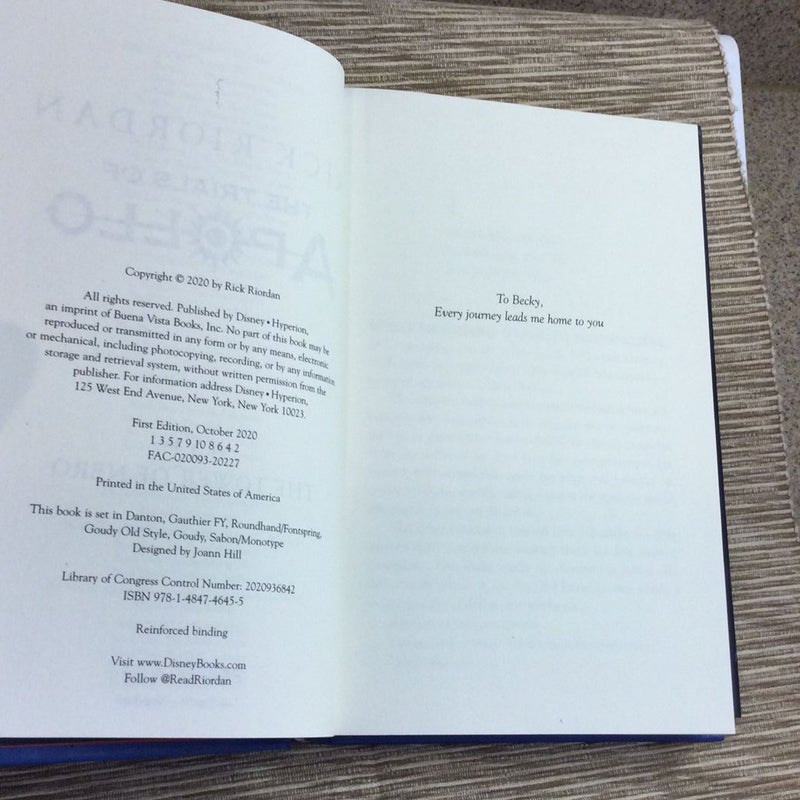 Copyright © 2020 by Rick Riordan
All rights reserved. Published by Disney • Hyperion,
an imprint of Buena Vista Books, Inc. No part of this book may be
reproduced or transmitted in any form or by any means, electronic
or mechanical, including photocopying, recording, or by any information
storage and retrieval system, without written permission from the
publisher. For information address Disney • Hyperion,
125 West End Avenue, New York, New York 10023.
First Edition, October 2020
1 3 5 7 9 10 8 6 4 2
FAC-020093-20227
Printed in the United States of America
This book is set in Danton, Gauthier FY, Roundhand/Fontspring,
Goudy Old Style, Goudy, Sabon/Monotype
Designed by Joann Hill
Library of Congress Control Number: 2020936842
ISBN 978-1-4847-4645-5
Reinforced binding
Visit www.DisneyBooks.com
Follow @ReadRiordan
To Becky,
Every journey leads me home to you